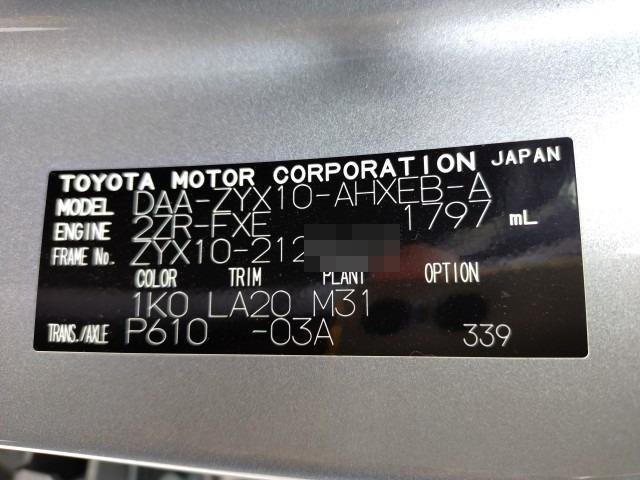 TOYOTA MOTOR CORPORATION JAPAN
MODEL DAA-ZYX10-AHXEB-A
ENGINE 2ZR-FXE 1797 mL
FRAME No. ZYX10-212
COLOR TRIM PLANT OPTION
1K0 LA20 M31
TRANS./AXLE P610 -03A 339